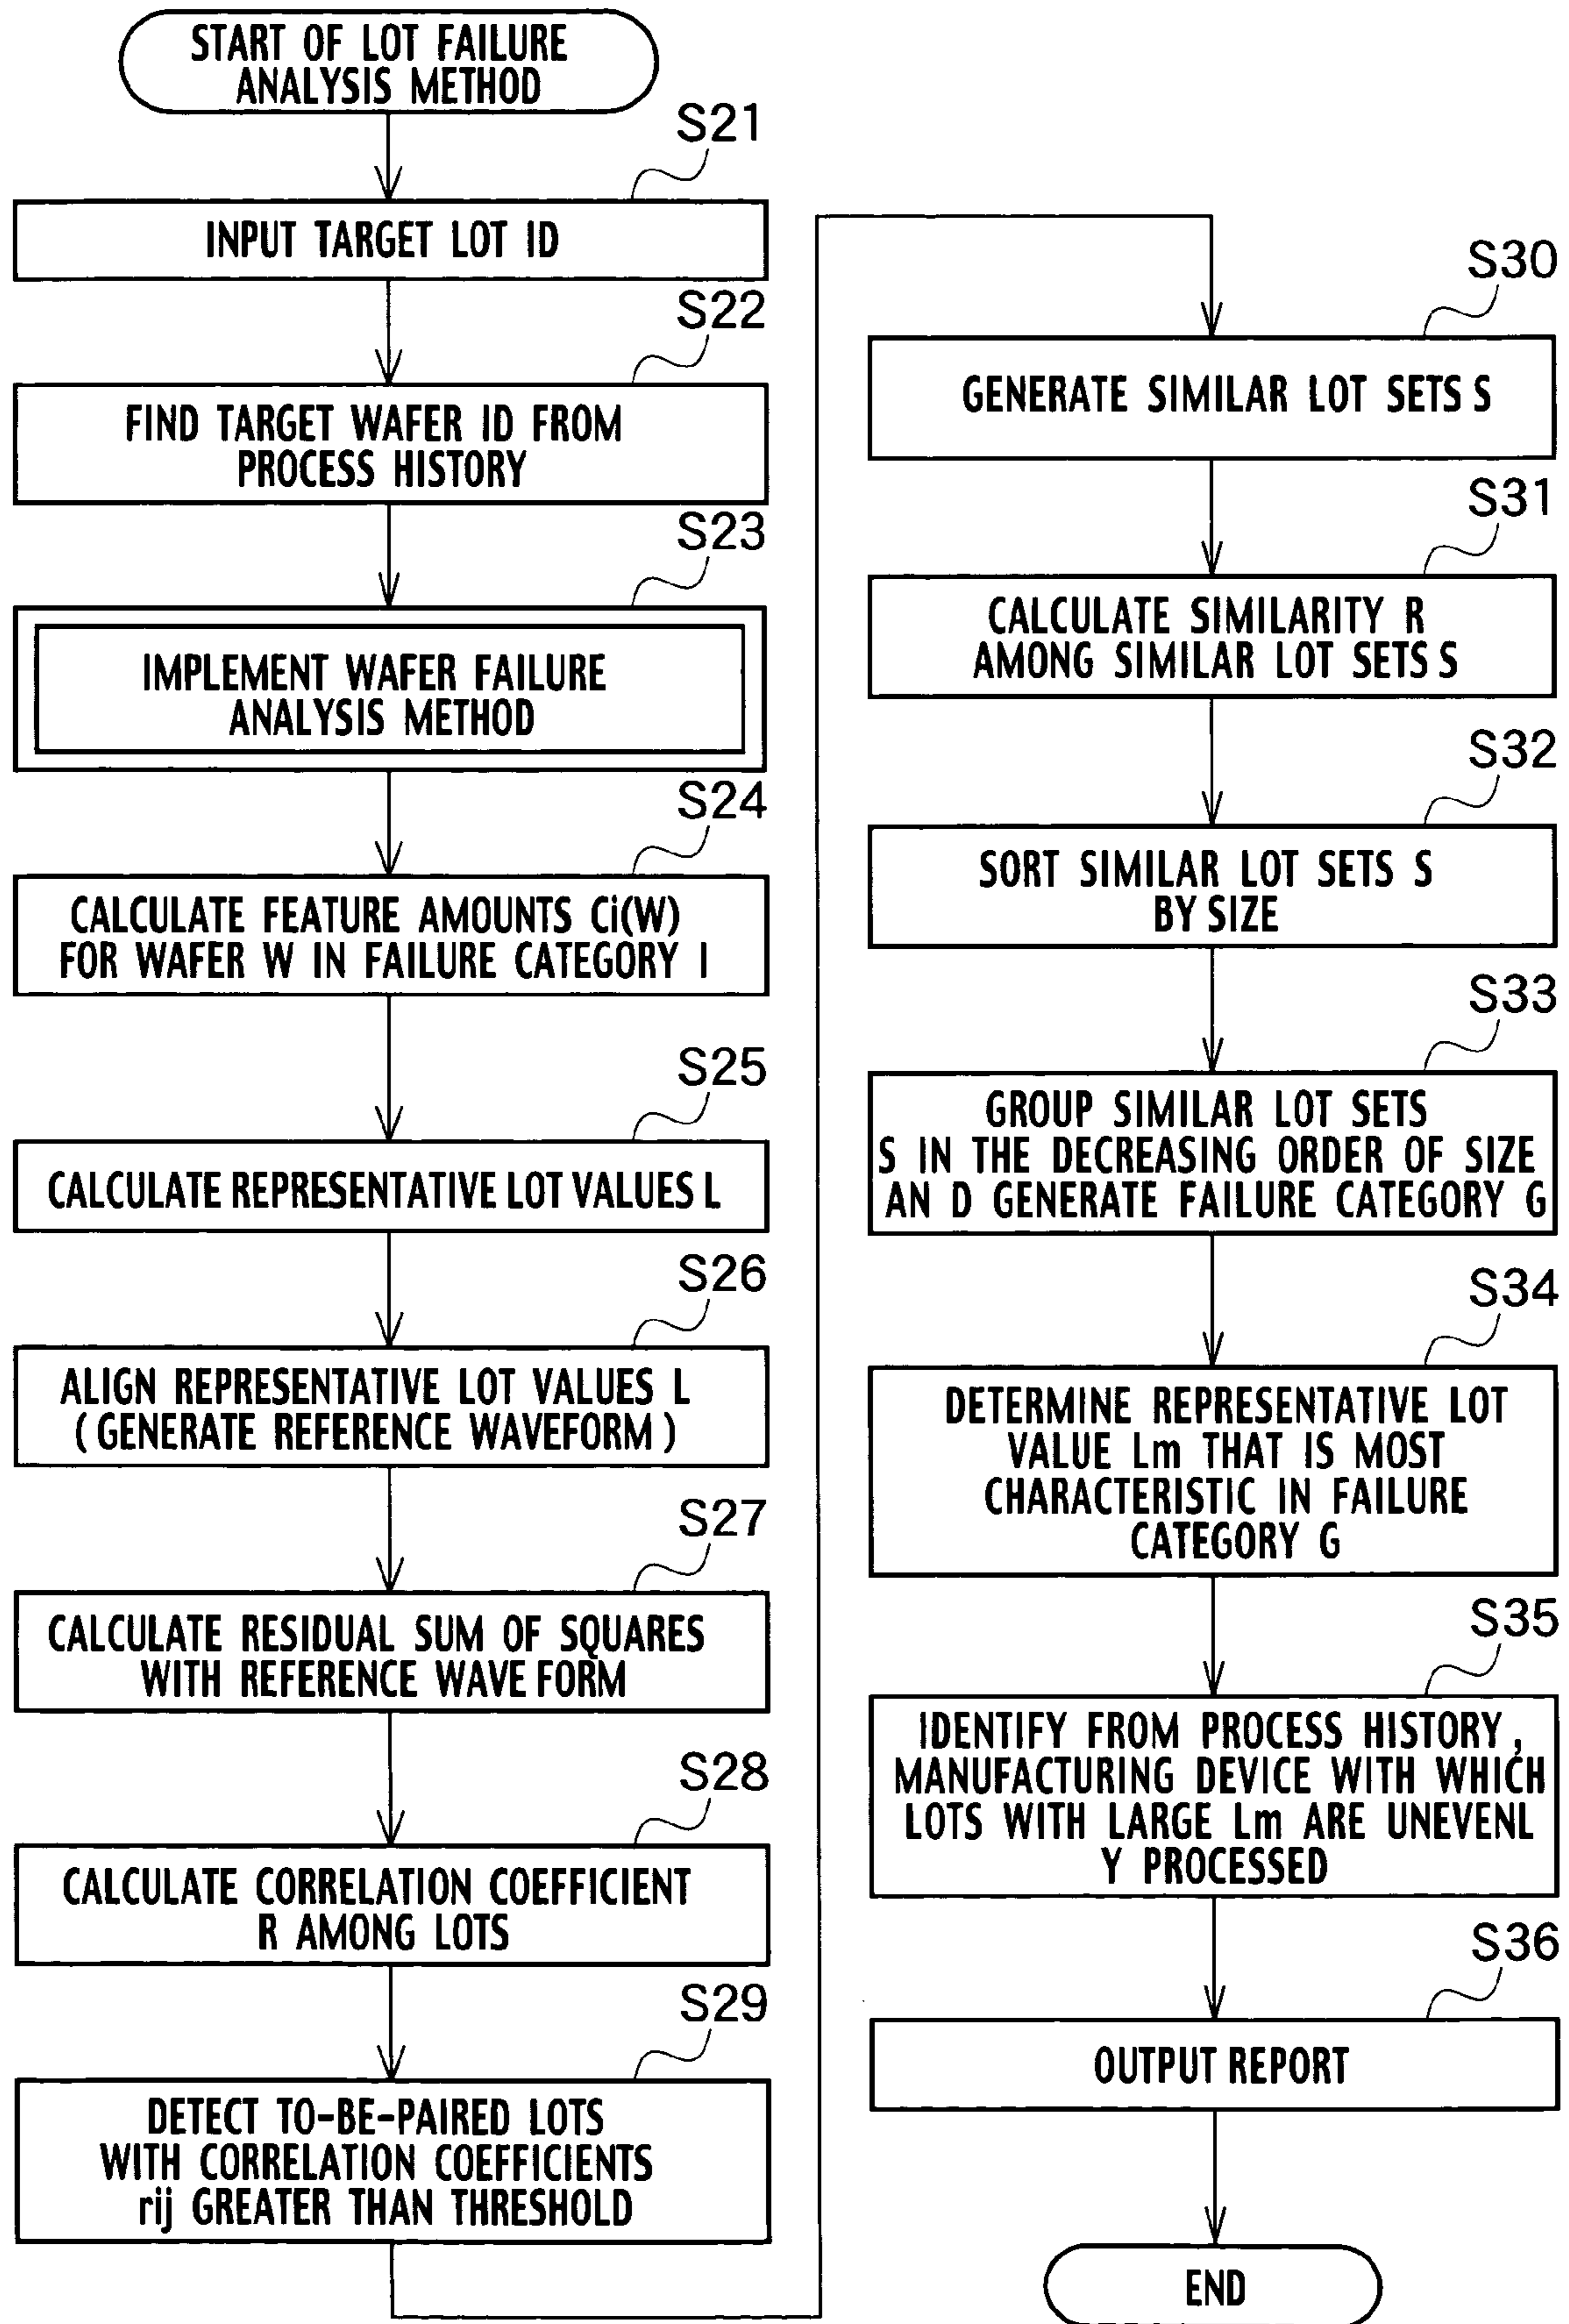 START OF LOT FAILURE
ANALYSIS METHOD
S21
INPUT TARGET LOT ID
S22
FIND TARGET WAFER ID FROM
PROCESS HISTORY
S23
IMPLEMENT WAFER FAILURE
ANALYSIS METHOD
S24
CALCULATE FEATURE AMOUNTS Ci(W)
FOR WAFER W IN FAILURE CATEGORY I
S25
CALCULATE REPRESENTATIVE LOT VALUES L
S26
ALIGN REPRESENTATIVE LOT VALUES L
(GENERATE REFERENCE WAVEFORM)
S27
CALCULATE RESIDUAL SUM OF SQUARES
WITH REFERENCE WAVE FORM
S28
CALCULATE CORRELATION COEFFICIENT
R AMONG LOTS
S29
DETECT TO-BE-PAIRED LOTS
WITH CORRELATION COEFFICIENTS
rij GREATER THAN THRESHOLD
S30
GENERATE SIMILAR LOT SETS S
S31
CALCULATE SIMILARITY R
AMONG SIMILAR LOT SETS S
S32
SORT SIMILAR LOT SETS S
BY SIZE
S33
GROUP SIMILAR LOT SETS
S IN THE DECREASING ORDER OF SIZE
AN D GENERATE FAILURE CATEGORY G
S34
DETERMINE REPRESENTATIVE LOT
VALUE Lm THAT IS MOST
CHARACTERISTIC IN FAILURE
CATEGORY G
S35
IDENTIFY FROM PROCESS HISTORY,
MANUFACTURING DEVICE WITH WHICH
LOTS WITH LARGE Lm ARE UNEVENL
Y PROCESSED
S36
OUTPUT REPORT
END